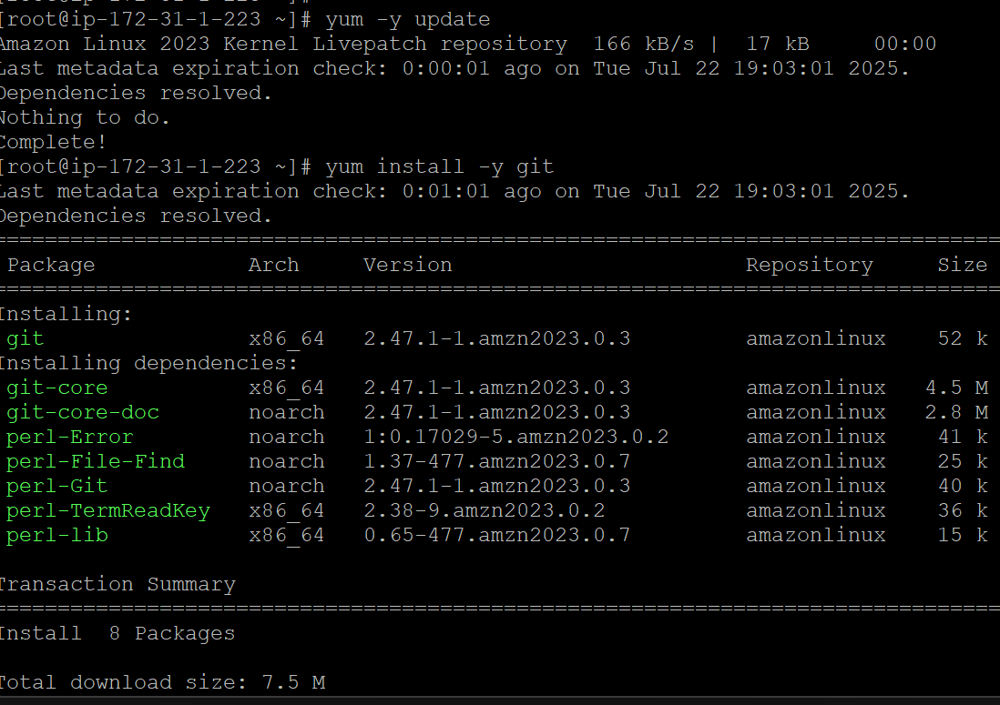 [root@ip-172-31-1-223 ~]# yum -y update
Amazon Linux 2023 Kernel Livepatch repository  166 kB/s |  17 kB     00:00
Last metadata expiration check: 0:00:01 ago on Tue Jul 22 19:03:01 2025.
Dependencies resolved.
Nothing to do.
Complete!
[root@ip-172-31-1-223 ~]# yum install -y git
Last metadata expiration check: 0:01:01 ago on Tue Jul 22 19:03:01 2025.
Dependencies resolved.
================================================================================
Package            Arch     Version                       Repository     Size
================================================================================
Installing:
git                x86_64   2.47.1-1.amzn2023.0.3         amazonlinux    52 k
Installing dependencies:
git-core           x86_64   2.47.1-1.amzn2023.0.3         amazonlinux   4.5 M
git-core-doc       noarch   2.47.1-1.amzn2023.0.3         amazonlinux   2.8 M
perl-Error         noarch   1:0.17029-5.amzn2023.0.2      amazonlinux    41 k
perl-File-Find     noarch   1.37-477.amzn2023.0.7         amazonlinux    25 k
perl-Git           noarch   2.47.1-1.amzn2023.0.3         amazonlinux    40 k
perl-TermReadKey   x86_64   2.38-9.amzn2023.0.2           amazonlinux    36 k
perl-lib           x86_64   0.65-477.amzn2023.0.7         amazonlinux    15 k
Transaction Summary
================================================================================
Install  8 Packages
Total download size: 7.5 M